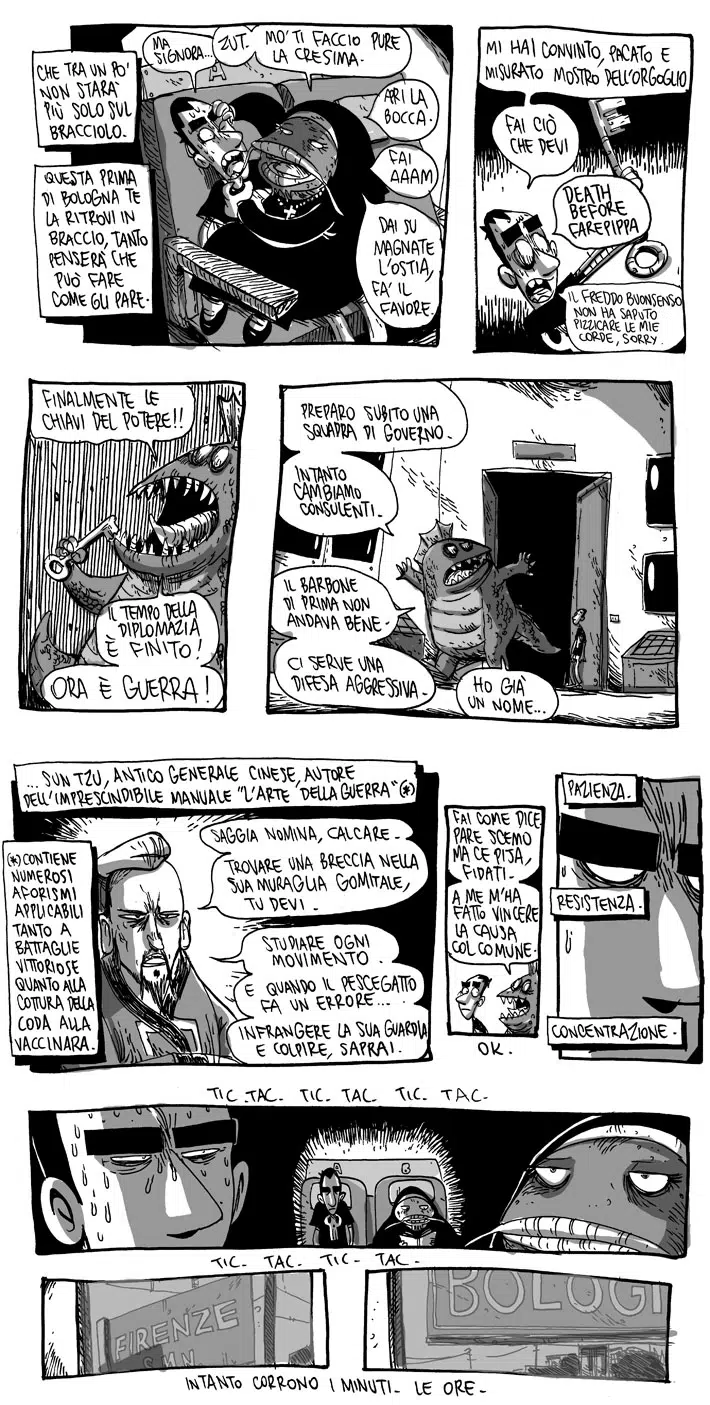 CHE TRA UN PO'
NON STARA'
PIÙ SOLO SUL
BRACCIOLO.
QUESTA PRIMA
DI BOLOGNA TE
LA RITROVI IN
BRACCIO, TANTO
PENSERÀ CHE
PUÒ FARE
COME GLI PARE.
MA
SIGNORA...
ZUT.
MO' TI FACCIO PURE
LA CRESIMA.
A
APRI LA
BOCCA.
FAI
AAAM
DAI SU
MAGNATE
L'OSTIA,
FA' IL
FAVORE.
MI HAI CONVINTO, PACATO E
MISURATO MOSTRO DELL'ORGOGLIO
FAI CIÒ
CHE DEVI
DEATH
BEFORE
FAREPIPPA
IL FREDDO BUONSENSO
NON HA SAPUTO
PIZZICARE LE MIE
CORDE, SORRY.
FINALMENTE LE
CHIAVI DEL POTERE!!
IL TEMPO DELLA
DIPLOMAZIA
È FINITO!
ORA È GUERRA!
PREPARO SUBITO UNA
SQUADRA DI GOVERNO.
INTANTO
CAMBIAMO
CONSULENTI.
IL BARBONE
DI PRIMA NON
ANDAVA BENE.
CI SERVE UNA
DIFESA AGGRESSIVA.
HO GIÀ
UN NOME...
... SUN TZU, ANTICO GENERALE CINESE, AUTORE
DELL'IMPRESCINDIBILE MANUALE "L'ARTE DELLA GUERRA" (*)
(*) CONTIENE
NUMEROSI
AFORISMI
APPLICABILI
TANTO A
BATTAGLIE
VITTORIOSE
QUANTO ALLA
COTTURA DELLA
CODA ALLA
VACCINARA.
SAGGIA NOMINA, CALCARE.
TROVARE UNA BRECCIA NELLA
SUA MURAGLIA GOMITALE,
TU DEVI.
STUDIARE OGNI
MOVIMENTO.
E QUANDO IL PESCEGATTO
FA UN ERRORE...
INFRANGERE LA SUA GUARDIA
E COLPIRE, SAPRAI.
FAI COME DICE
PARE SCEMO
MA CE PIJA,
FIDATI.
A ME M'HA
FATTO VINCERE
LA CAUSA
COL COMUNE.
OK.
PAZIENZA.
RESISTENZA.
CONCENTRAZIONE.
TIC. TAC. TIC. TAC. TIC. TAC.
A B
TIC. TAC. TIC. TAC.
FIRENZE
S.M.N.
BOLOG
INTANTO CORRONO I MINUTI. LE ORE.